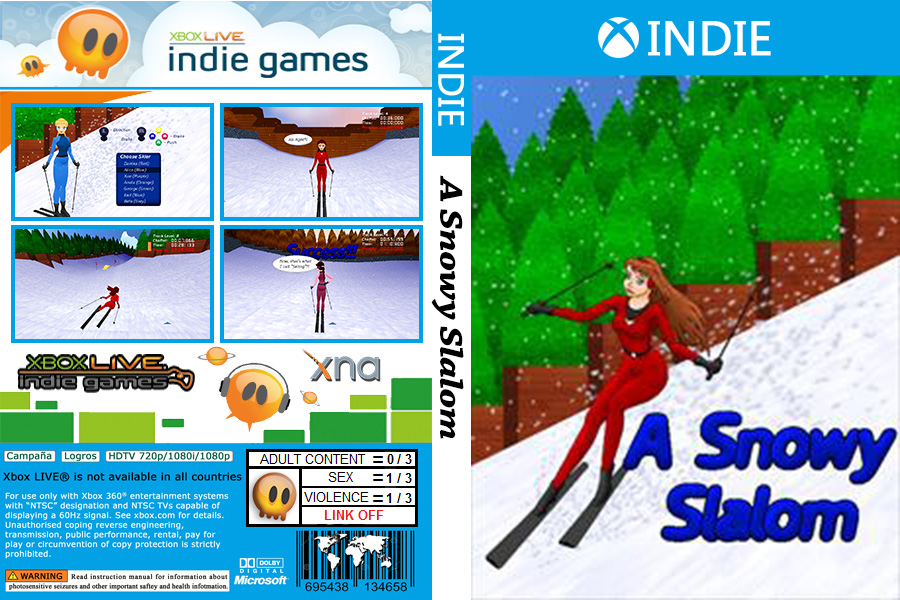 XBOX LIVE
indie games
Direction
- Brake
- Push
Choose Skier
Success!!!
XBOX LIVE.
indie games
xna
Campaña Logros HDTV 720p/1080i/1080p
Xbox LIVE® is not available in all countries
For use only with Xbox 360® entertainment systems
with "NTSC" designation and NTSC TVs capable of
displaying a 60Hz signal. See xbox.com for details.
Unauthorised coping reverse engineering,
transmission, public performance, rental, pay for
play or circumvention of copy protection is strictly
prohibited.
WARNING Read instruction manual for information about
photosensitive seizures and other important saftey and health information.
ADULT CONTENT = 0 / 3
SEX = 1 / 3
VIOLENCE = 1 / 3
LINK OFF
DOLBY
DIGITAL
Microsoft
695438 134658
INDIE
A Snowy Slalom
INDIE
A Snowy
Slalom